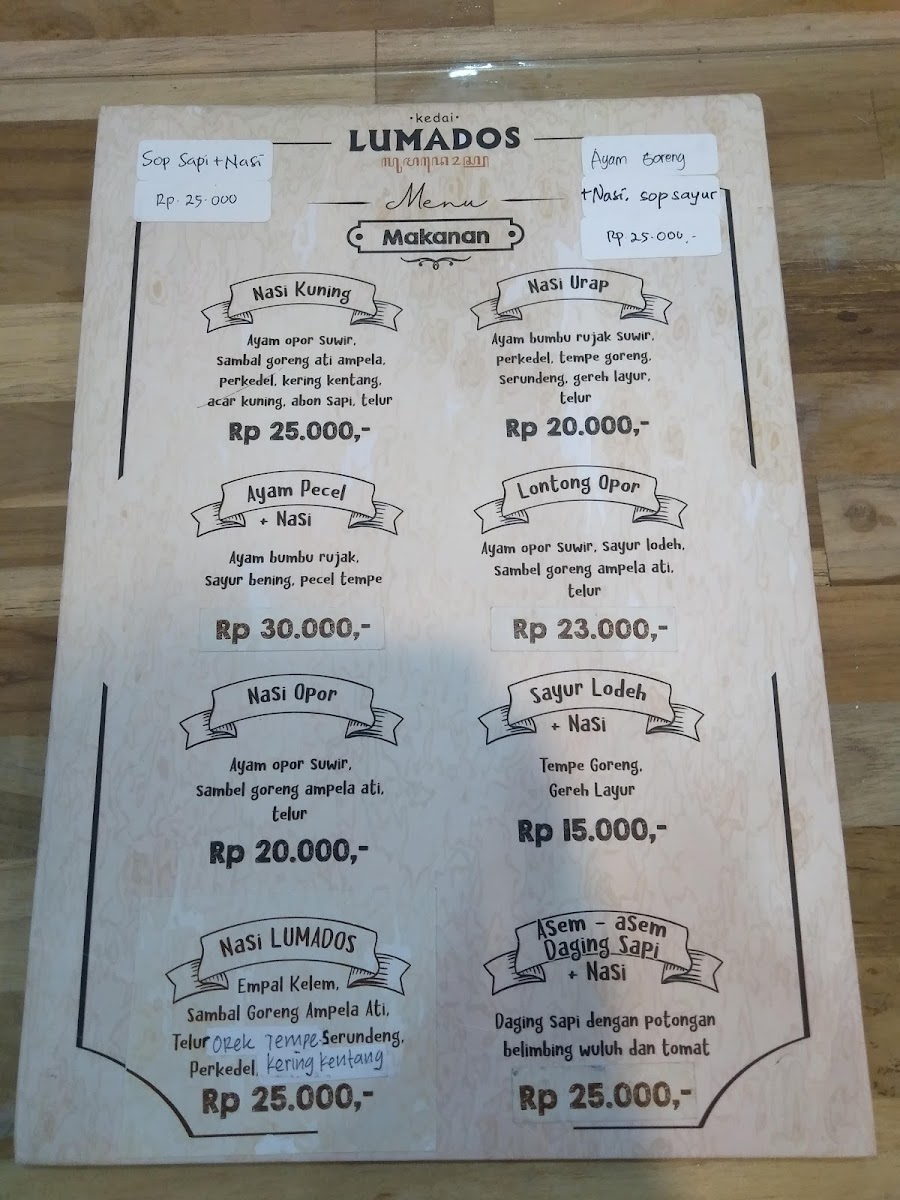 ·kedai·
LUMADOS
Sop Sapi + Nasi
Rp. 25.000
Ayam Goreng
+Nasi, sop sayur
Rp 25.000,-
Menu
Makanan
Nasi Kuning
Ayam opor suwir,
Sambal goreng ati ampela,
perkedel, kering kentang,
acar kuning, abon sapi, telur
Rp 25.000,-
Nasi Urap
Ayam bumbu rujak suwir,
perkedel, tempe goreng,
Serundeng, gereh layur,
telur
Rp 20.000,-
Ayam Pecel
+ Nasi
Ayam bumbu rujak,
Sayur bening, pecel tempe
Rp 30.000,-
Lontong Opor
Ayam opor suwir, sayur lodeh,
Sambel goreng ampela ati,
telur
Rp 23.000,-
Nasi Opor
Ayam opor suwir,
Sambel goreng ampela ati,
telur
Rp 20.000,-
Sayur Lodeh
+ Nasi
Tempe Goreng,
Gereh Layur
Rp 15.000,-
Nasi LUMADOS
Empal Kelem,
Sambal Goreng Ampela Ati,
Telur Orek Tempe Serundeng,
Perkedel, kering kentang
Rp 25.000,-
Asem - asem
Daging Sapi
+ Nasi
Daging sapi dengan potongan
belimbing wuluh dan tomat
Rp 25.000,-